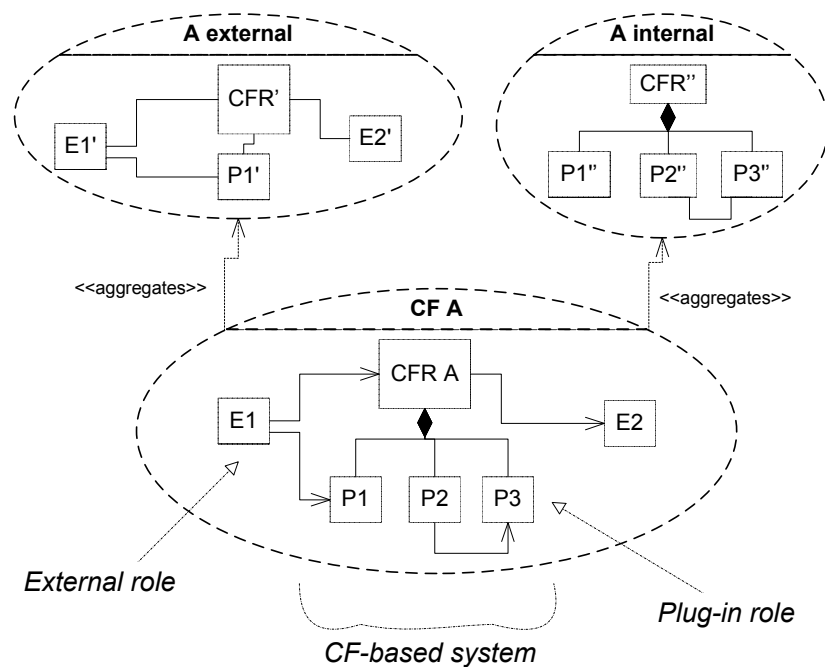 A external
A internal
CFR'
CFR''
E1'
E2'
P1'
P1''
P2''
P3''
<<aggregates>>
<<aggregates>>
CF A
CFR A
E1
E2
P1
P2
P3
External role
Plug-in role
CF-based system